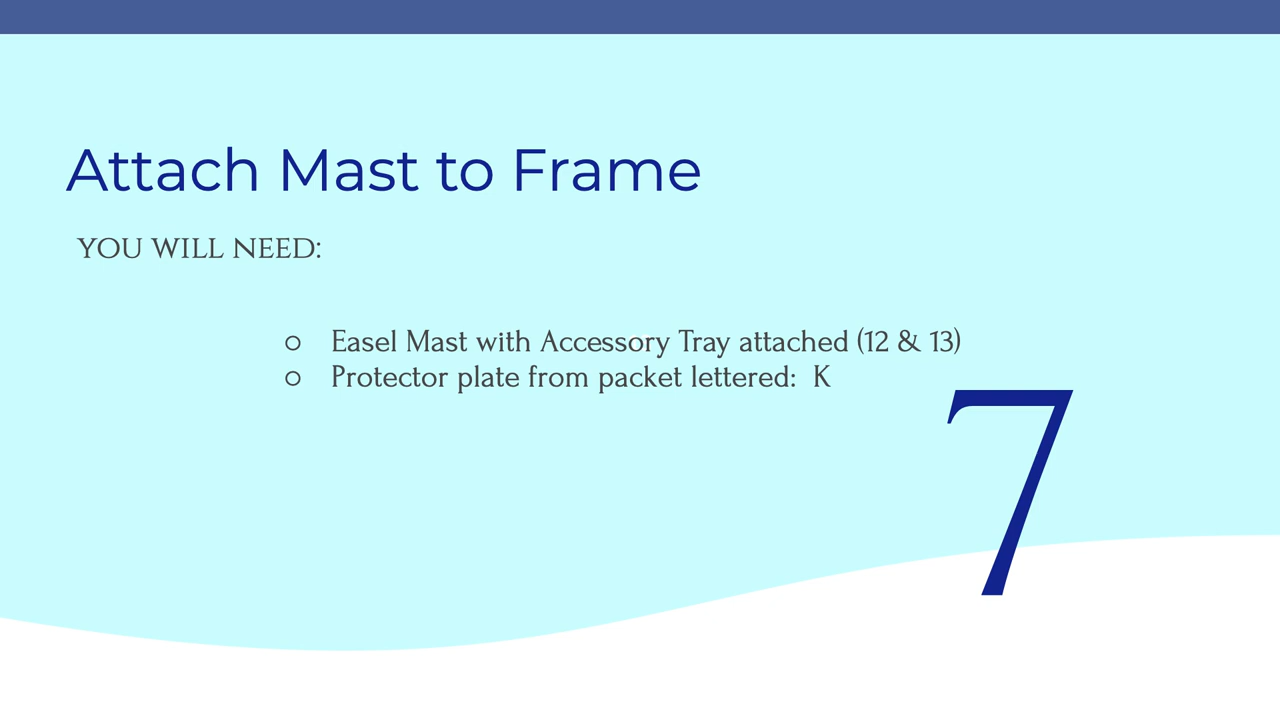 Attach Mast to Frame
YOU WILL NEED:
○ Easel Mast with Accessory Tray attached (12 & 13)
○ Protector plate from packet lettered: K
7